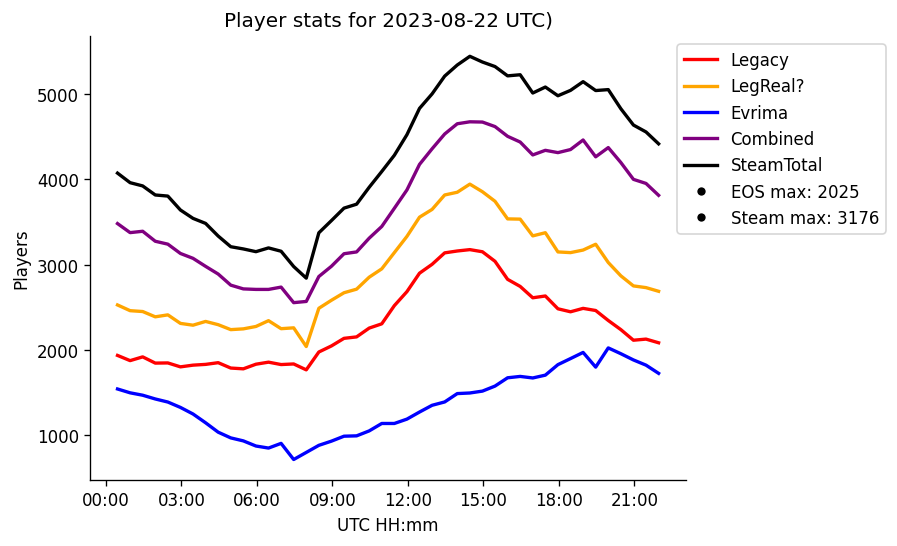 Player stats for 2023-08-22 UTC)
Legacy
LegReal?
Evrima
Combined
SteamTotal
EOS max: 2025
Steam max: 3176
Players
5000
4000
3000
2000
1000
00:00 03:00 06:00 09:00 12:00 15:00 18:00 21:00
UTC HH:mm